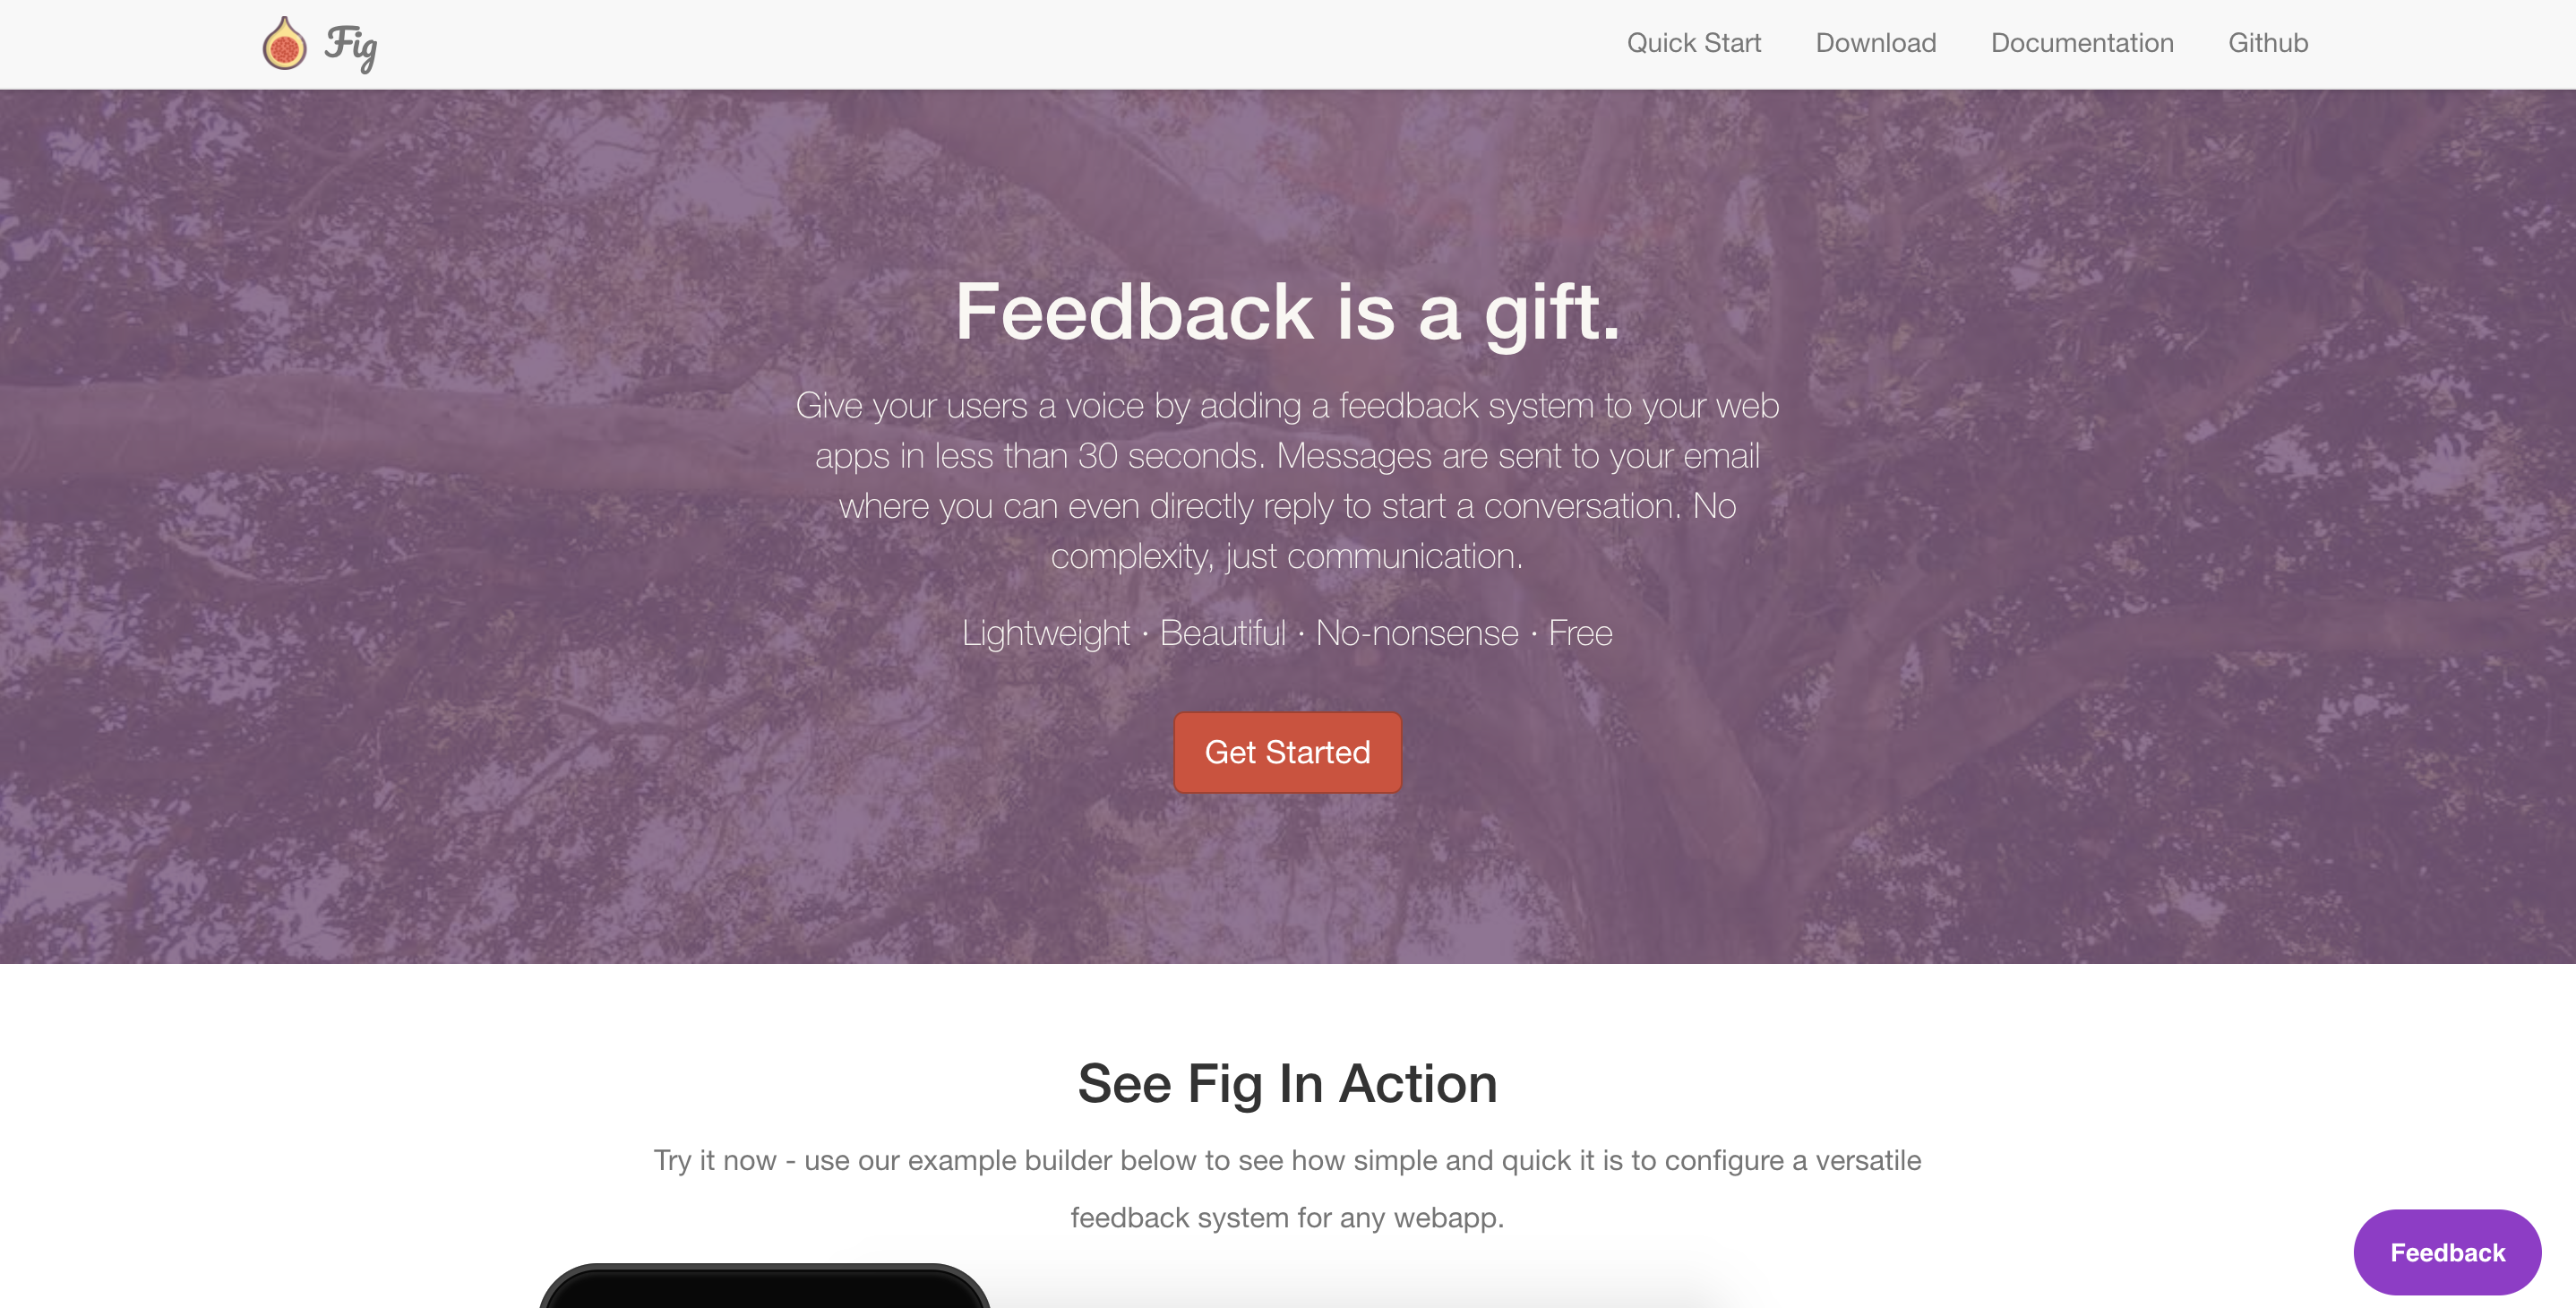 Fig
Quick Start
Download
Documentation
Github
Feedback is a gift.
Give your users a voice by adding a feedback system to your web
apps in less than 30 seconds. Messages are sent to your email
where you can even directly reply to start a conversation. No
complexity, just communication.
Lightweight · Beautiful · No-nonsense · Free
Get Started
See Fig In Action
Try it now - use our example builder below to see how simple and quick it is to configure a versatile
feedback system for any webapp.
Feedback